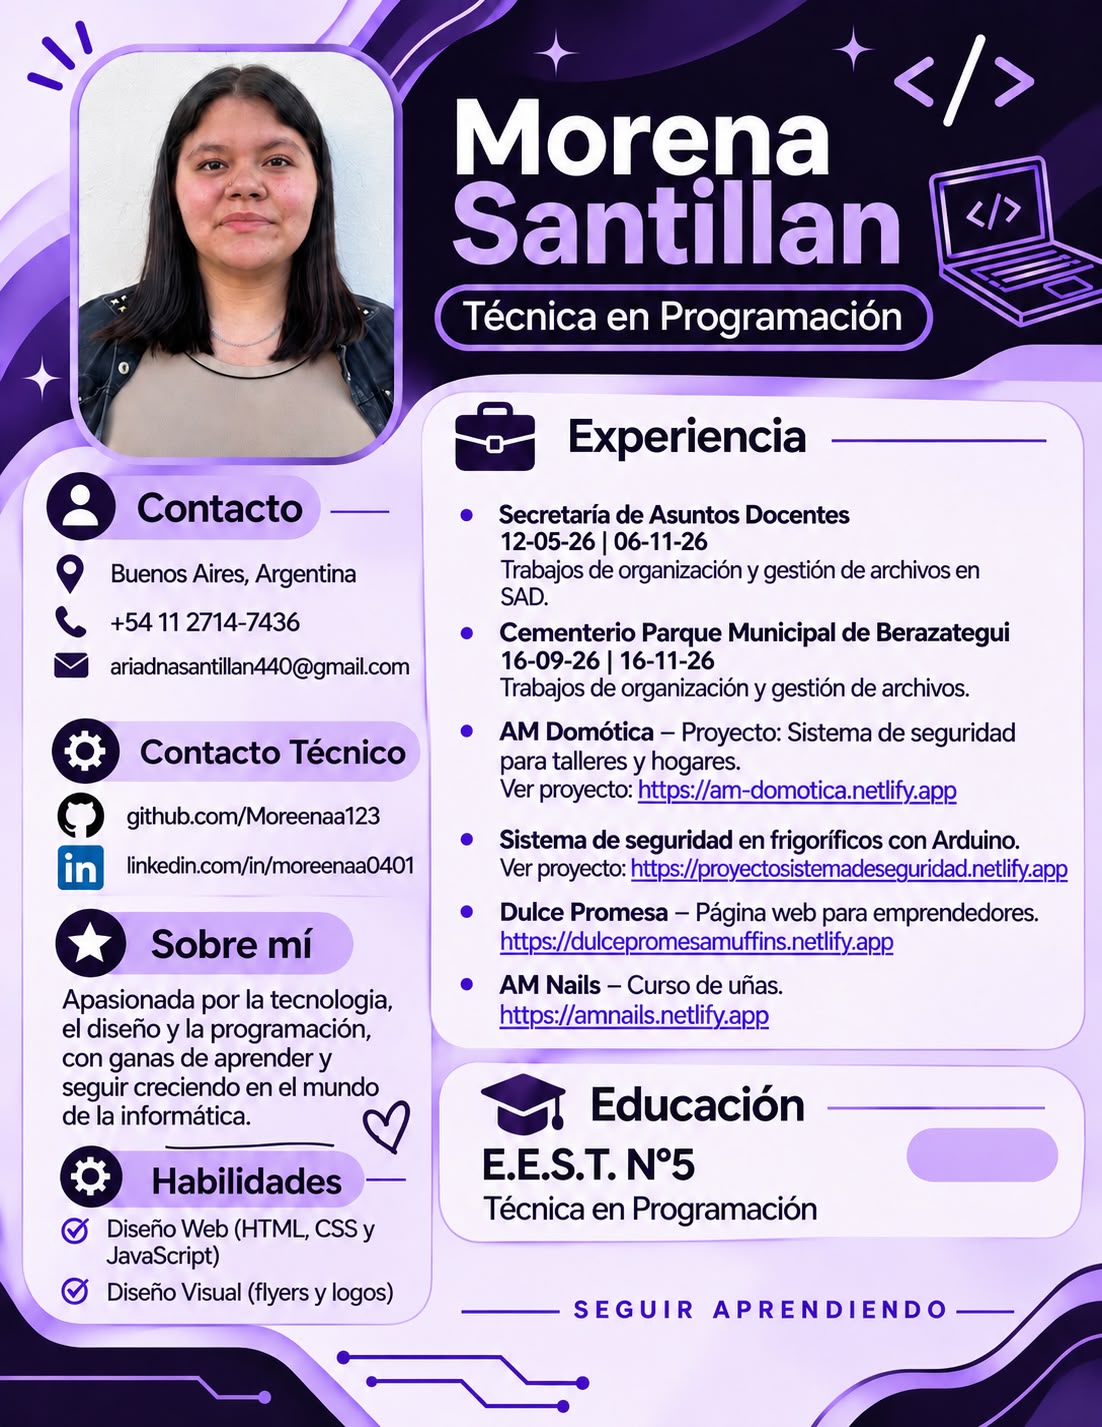 </>
Morena
Santillan
</>
Técnica en Programación
Contacto
Buenos Aires, Argentina
+54 11 2714-7436
ariadnasantillan440@gmail.com
Contacto Técnico
github.com/Moreenaa123
in
linkedin.com/in/moreenaa0401
Sobre mí
Apasionada por la tecnologia,
el diseño y la programación,
con ganas de aprender y
seguir creciendo en el mundo
de la informática.
Habilidades
Diseño Web (HTML, CSS y
JavaScript)
Diseño Visual (flyers y logos)
Experiencia
Secretaría de Asuntos Docentes
12-05-26 | 06-11-26
Trabajos de organización y gestión de archivos en
SAD.
Cementerio Parque Municipal de Berazategui
16-09-26 | 16-11-26
Trabajos de organización y gestión de archivos.
AM Domótica – Proyecto: Sistema de seguridad
para talleres y hogares.
Ver proyecto: https://am-domotica.netlify.app
Sistema de seguridad en frigoríficos con Arduino.
Ver proyecto: https://proyectosistemadeseguridad.netlify.app
Dulce Promesa – Página web para emprendedores.
https://dulcepromesamuffins.netlify.app
AM Nails – Curso de uñas.
https://amnails.netlify.app
Educación
E.E.S.T. N°5
Técnica en Programación
SEGUIR APRENDIENDO